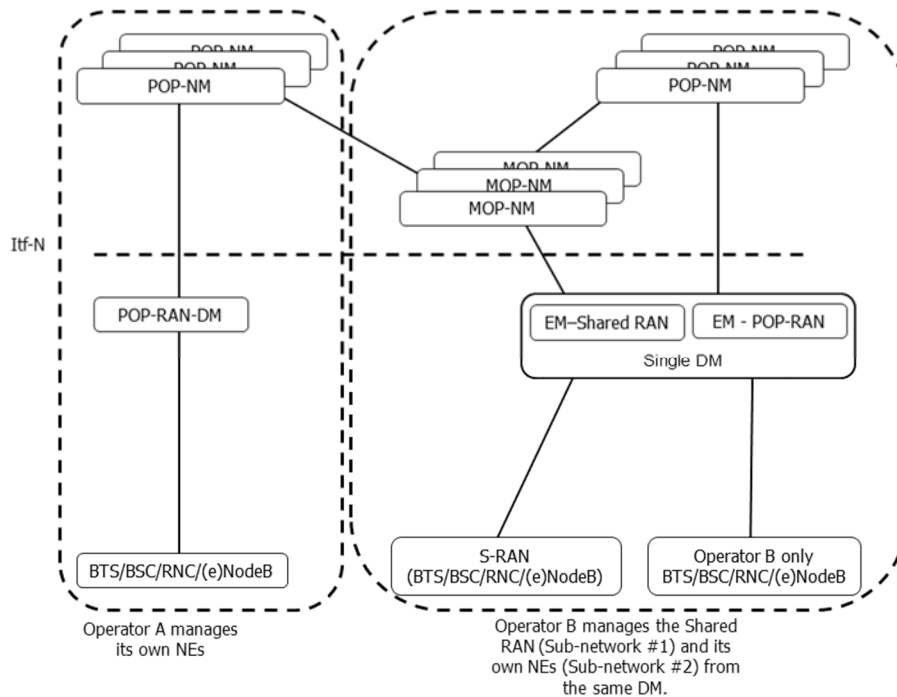 POP-NM
POP-NM
POP-NM
POP-NM
POP-NM
POP-NM
MOP-NM
MOP-NM
MOP-NM
Itf-N
POP-RAN-DM
EM–Shared RAN
EM - POP-RAN
Single DM
BTS/BSC/RNC/(e)NodeB
S-RAN
(BTS/BSC/RNC/(e)NodeB)
Operator B only
BTS/BSC/RNC/(e)NodeB
Operator A manages
its own NEs
Operator B manages the Shared
RAN (Sub-network #1) and its
own NEs (Sub-network #2) from
the same DM.